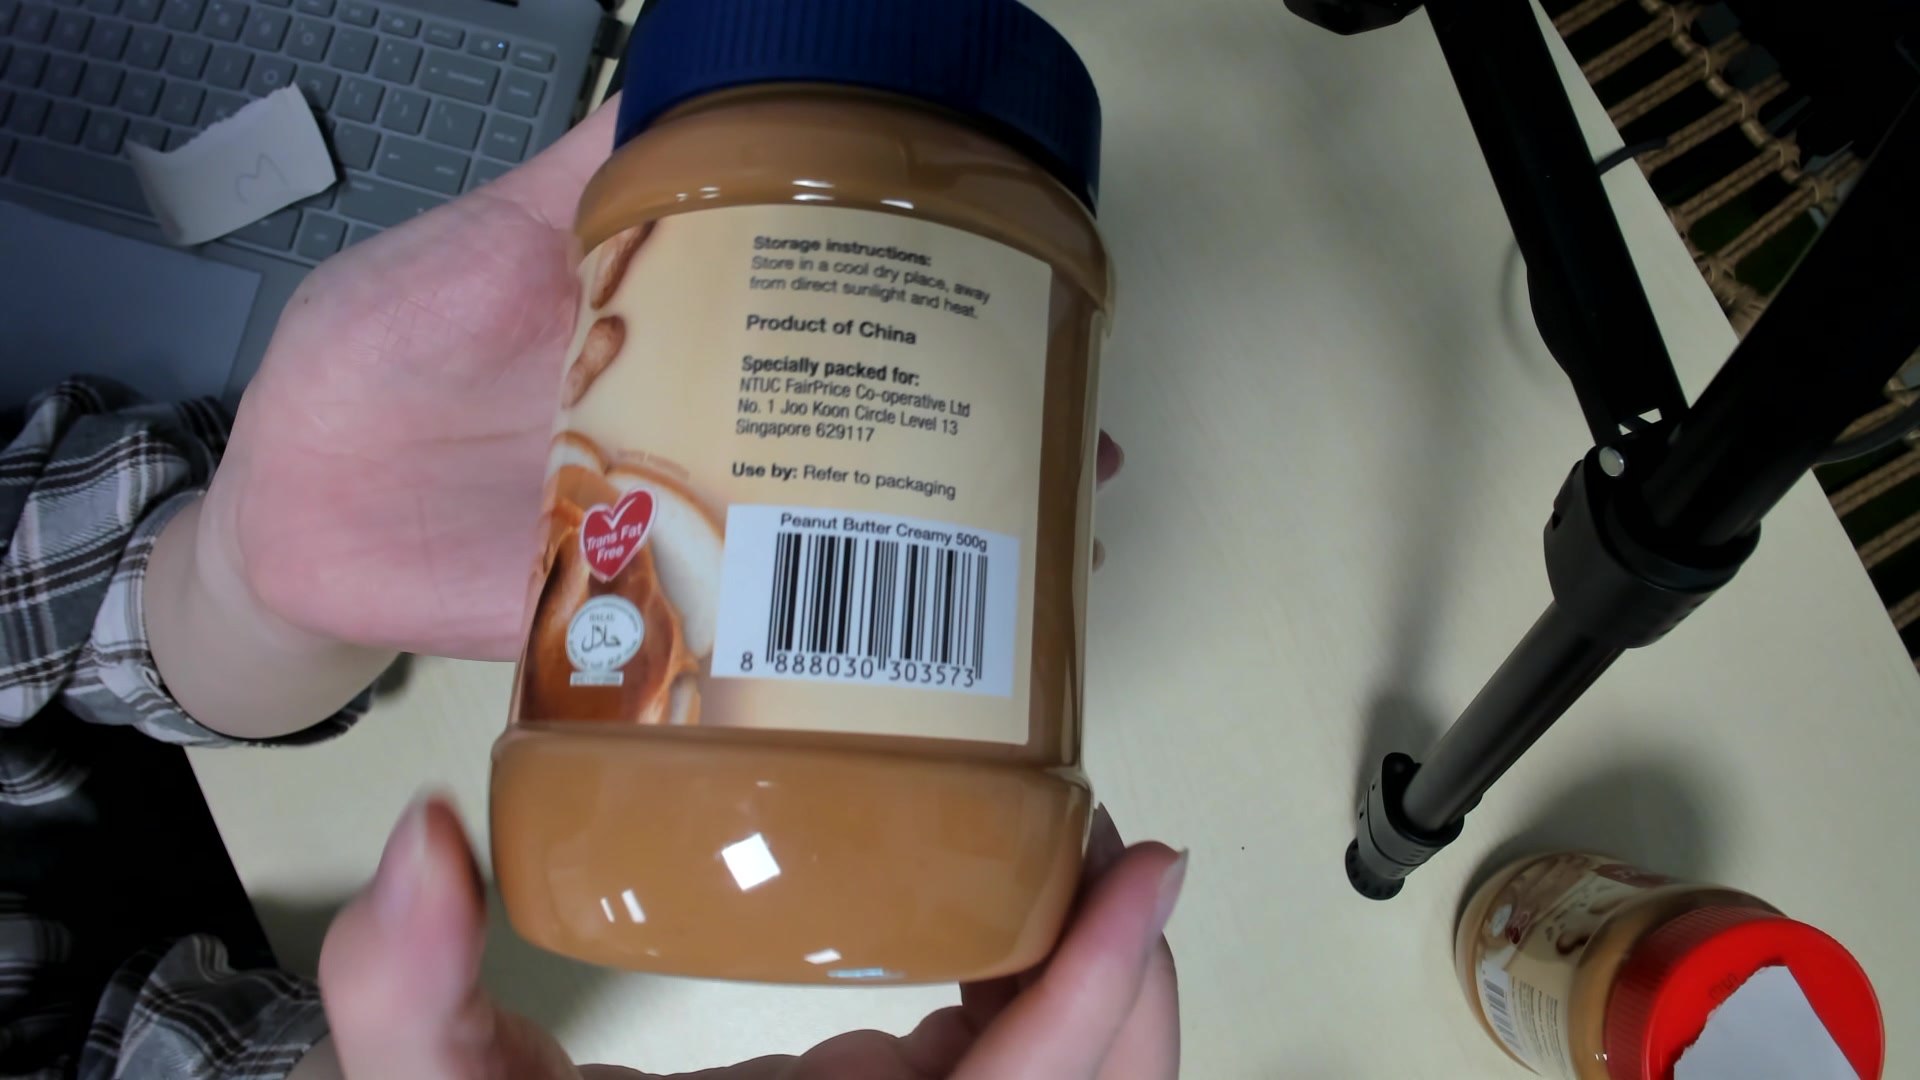 Storage instructions:
Store in a cool dry place, away
from direct sunlight and heat.
Product of China
Specially packed for:
NTUC FairPrice Co-operative Ltd
No. 1 Joo Koon Circle Level 13
Singapore 629117
Use by: Refer to packaging
Trans Fat
Free
HALAL
حلال
Peanut Butter Creamy 500g
8 888030 303573